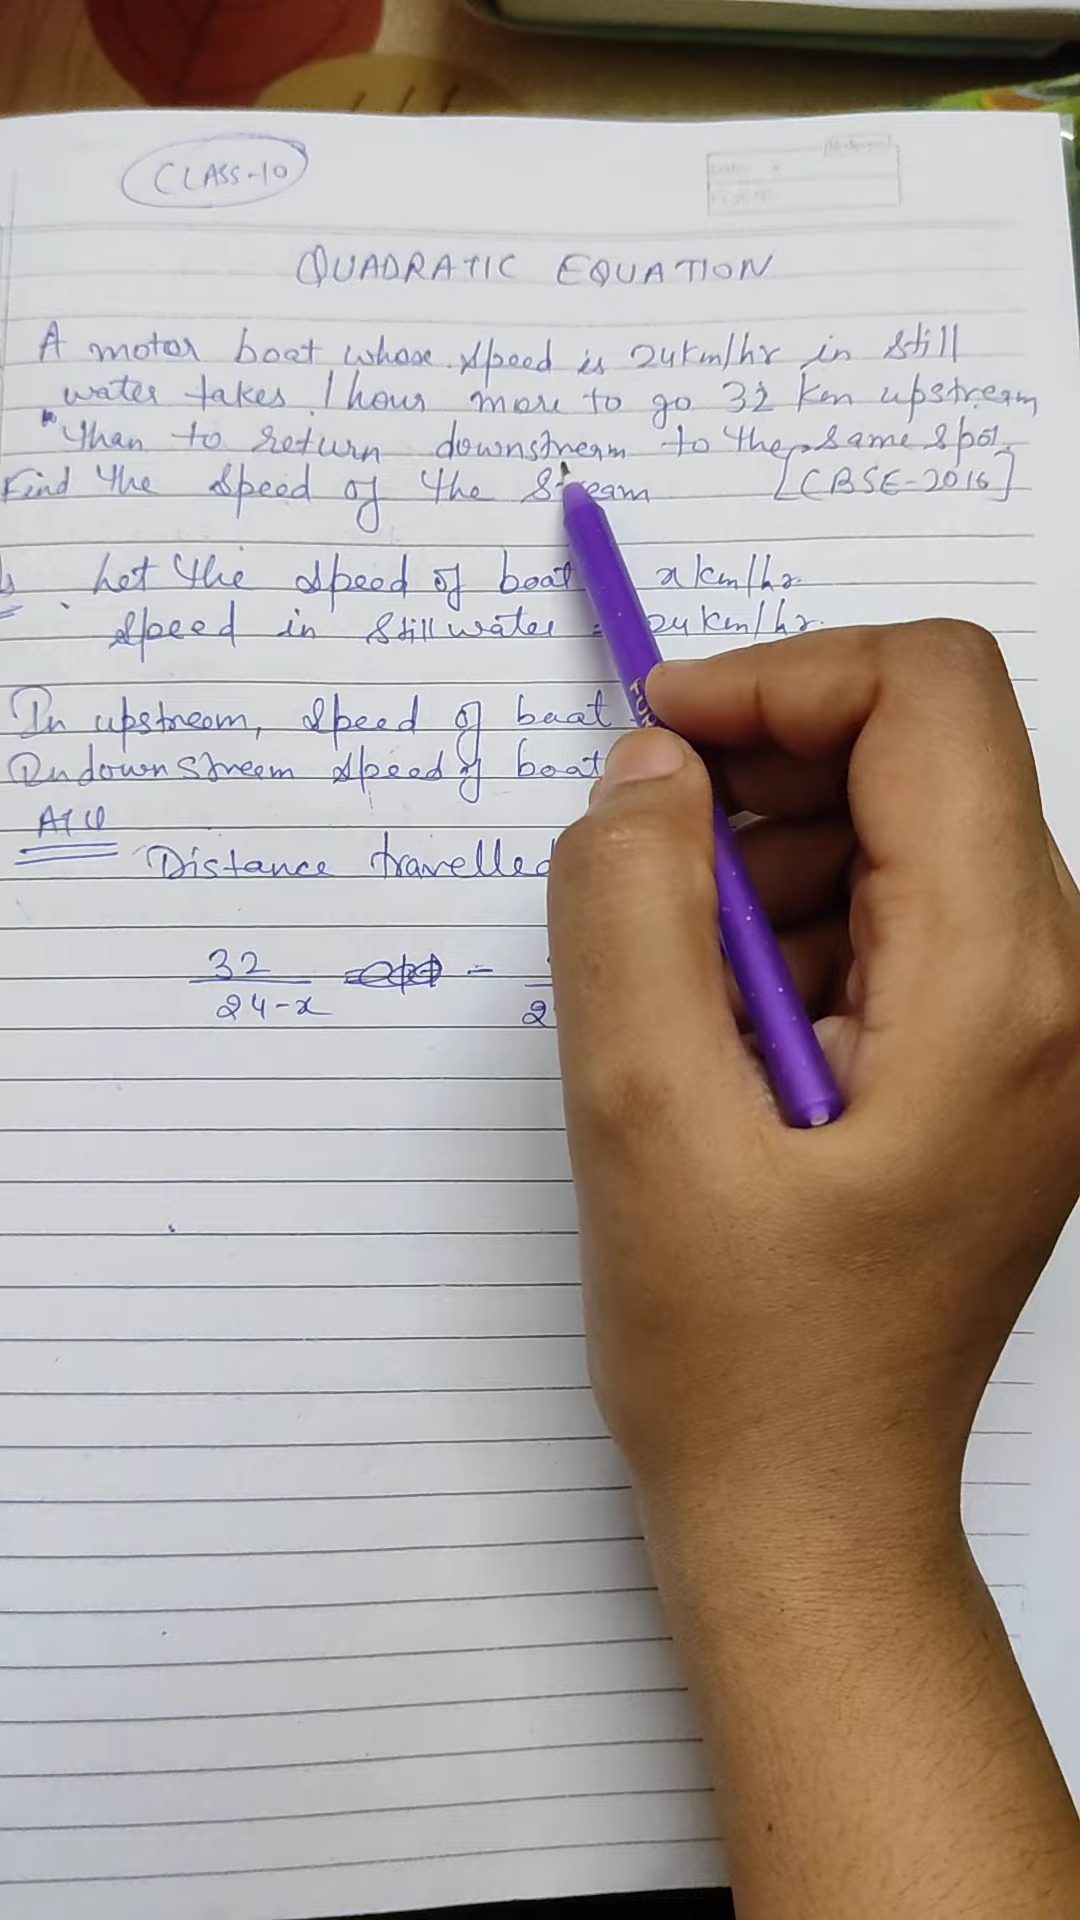 CLASS-10
QUADRATIC EQUATION
A motor boat whose speed is 24km/hr in still
water takes 1 hour more to go 32 km upstream
than to return downstream to the same spot
Find the speed of the stream [CBSE-2016]
Let the speed of boat x km/hr
speed in still water = 24 km/hr.
In upstream, speed of boat
In downstream speed of boat
ATQ
Distance travelled
32
24-x
-
2